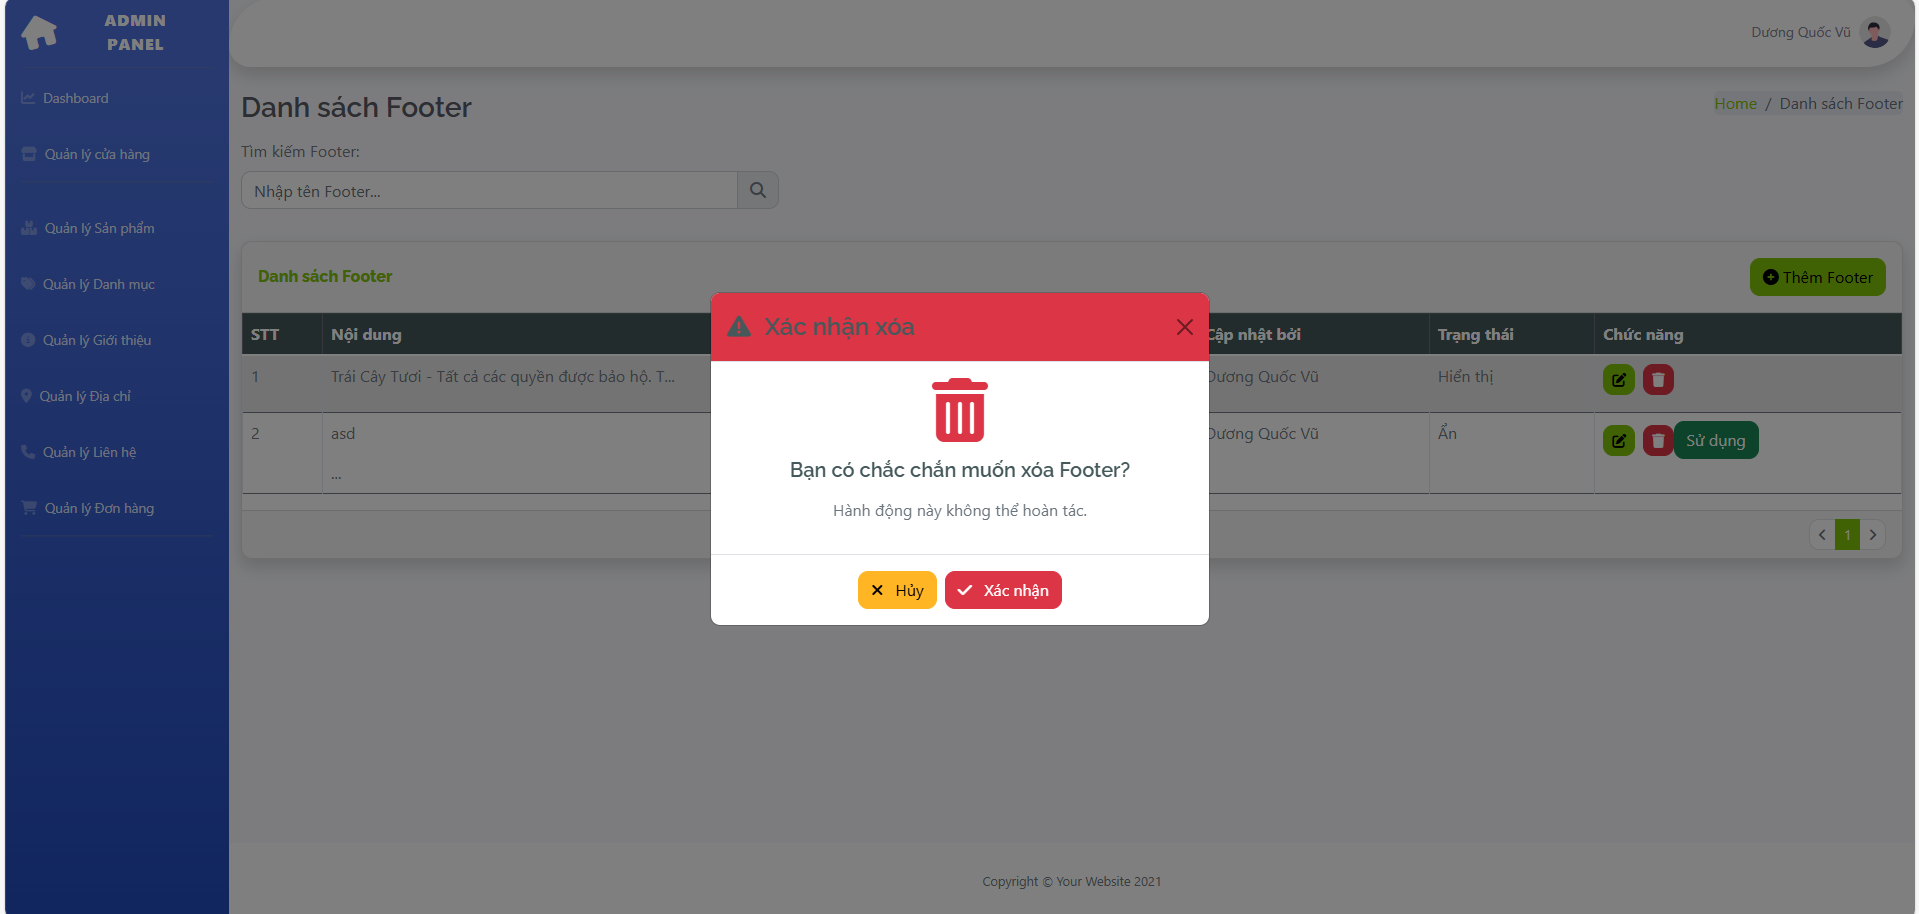 ADMIN
PANEL
Dương Quốc Vũ
Dashboard
Quản lý cửa hàng
Quản lý Sản phẩm
Quản lý Danh mục
Quản lý Giới thiệu
Quản lý Địa chỉ
Quản lý Liên hệ
Quản lý Đơn hàng
Danh sách Footer
Home / Danh sách Footer
Tìm kiếm Footer:
Nhập tên Footer...
Danh sách Footer
Thêm Footer
STT Nội dung Cập nhật bởi Trạng thái Chức năng
1 Trái Cây Tươi - Tất cả các quyền được bảo hộ. T... Dương Quốc Vũ Hiển thị
2 asd Dương Quốc Vũ Ẩn Sử dụng
...
1
Xác nhận xóa
Bạn có chắc chắn muốn xóa Footer?
Hành động này không thể hoàn tác.
Hủy Xác nhận
Copyright © Your Website 2021